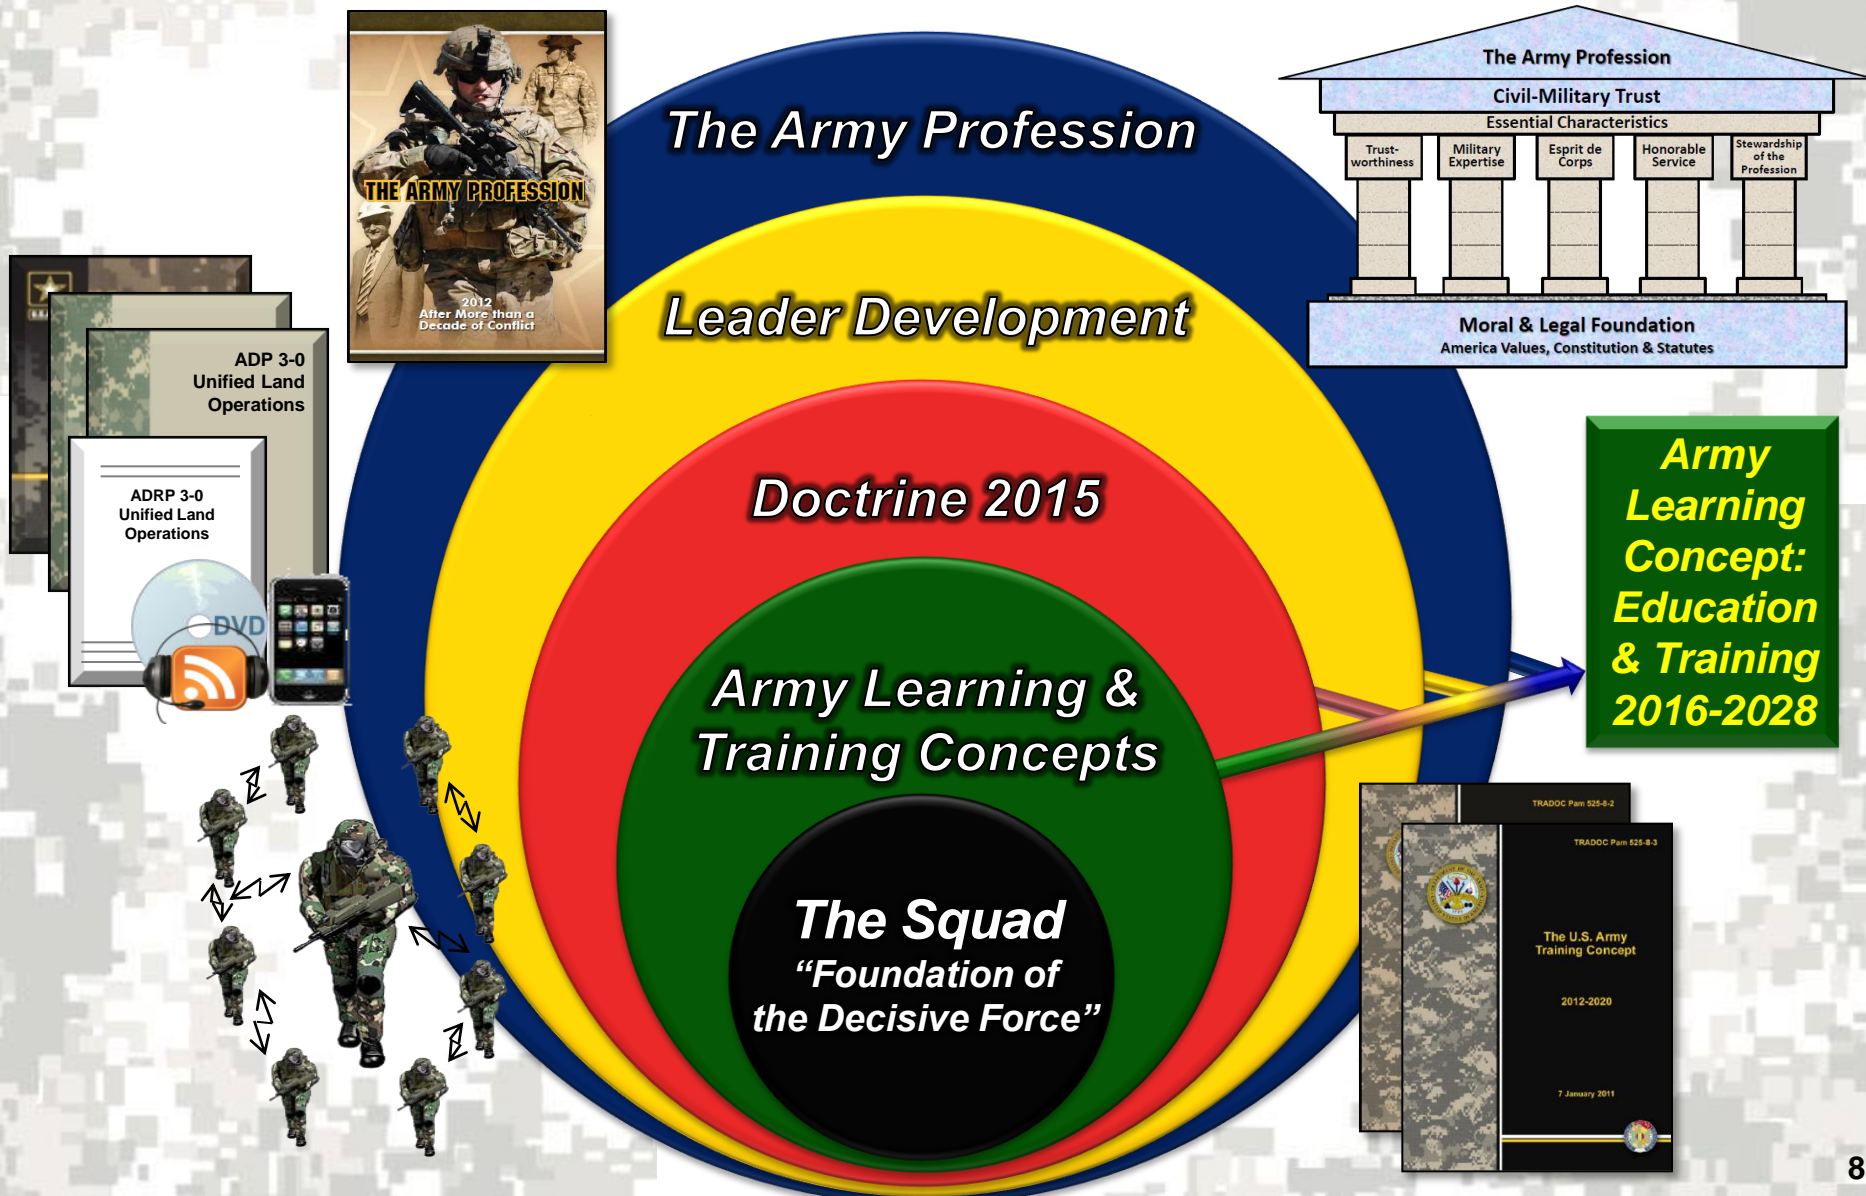 THE ARMY PROFESSION
2012
After More than a
Decade of Conflict
The Army Profession
Leader Development
Doctrine 2015
Army Learning &
Training Concepts
The Squad
“Foundation of
the Decisive Force”
The Army Profession
Civil-Military Trust
Essential Characteristics
Trust-
worthiness
Military
Expertise
Esprit de
Corps
Honorable
Service
Stewardship
of the
Profession
Moral & Legal Foundation
America Values, Constitution & Statutes
ADP 3-0
Unified Land
Operations
ADRP 3-0
Unified Land
Operations
DVD
Army
Learning
Concept:
Education
& Training
2016-2028
TRADOC Pam 525-8-2
TRADOC Pam 525-8-3
The U.S. Army
Training Concept
2012-2020
7 January 2011
8